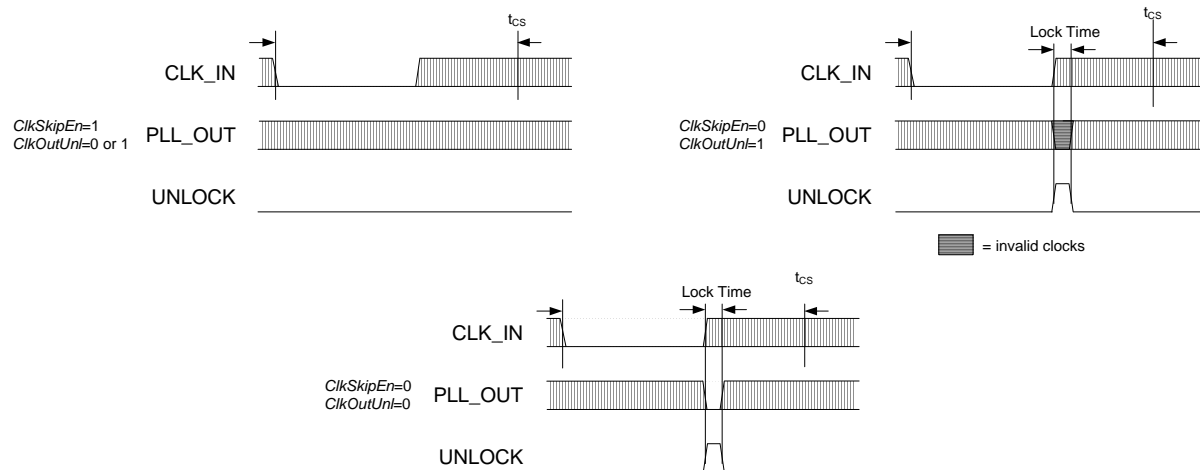 tCS
CLK_IN
ClkSkipEn=1
ClkOutUnl=0 or 1
PLL_OUT
UNLOCK
tCS
Lock Time
CLK_IN
ClkSkipEn=0
ClkOutUnl=1
PLL_OUT
UNLOCK
= invalid clocks
tCS
Lock Time
CLK_IN
ClkSkipEn=0
ClkOutUnl=0
PLL_OUT
UNLOCK